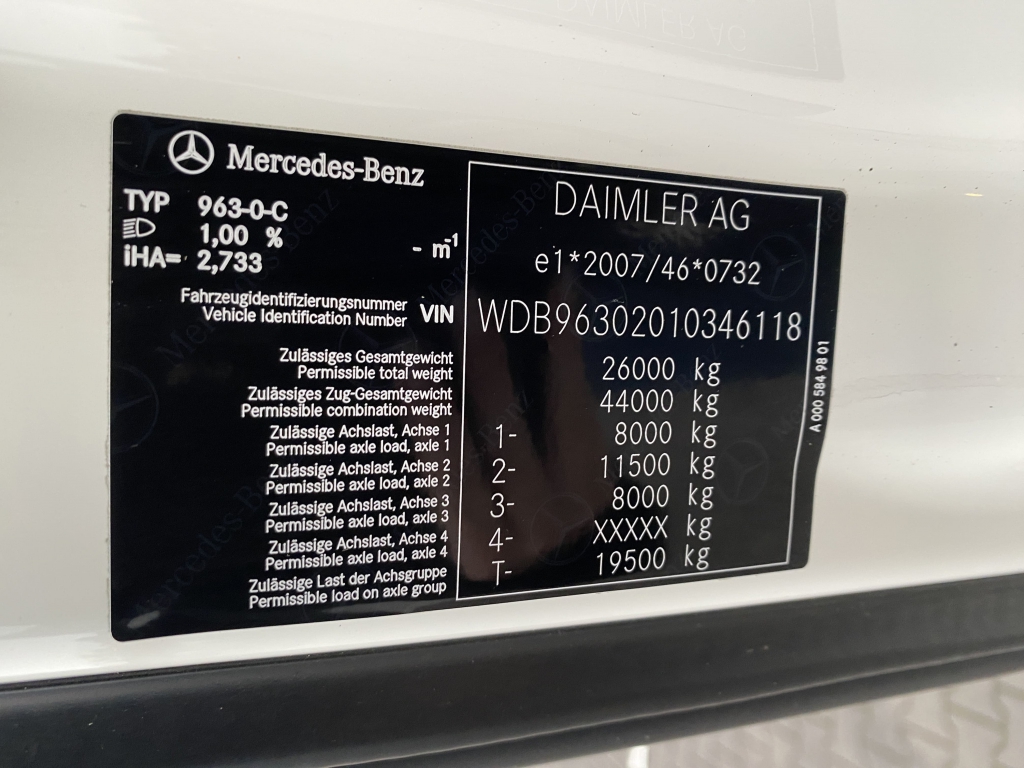 Mercedes-Benz
TYP 963-0-C
1,00 % - m-1
iHA= 2,733
DAIMLER AG
e1*2007/46*0732
Fahrzeugidentifizierungsnummer
Vehicle Identification Number VIN WDB96302010346118
Zulässiges Gesamtgewicht
Permissible total weight 26000 kg
Zulässiges Zug-Gesamtgewicht
Permissible combination weight 44000 kg
Zulässige Achslast, Achse 1
Permissible axle load, axle 1 1- 8000 kg
Zulässige Achslast, Achse 2
Permissible axle load, axle 2 2- 11500 kg
Zulässige Achslast, Achse 3
Permissible axle load, axle 3 3- 8000 kg
Zulässige Achslast, Achse 4
Permissible axle load, axle 4 4- XXXXX kg
Zulässige Last der Achsgruppe
Permissible load on axle group T- 19500 kg
A 000 584 98 01